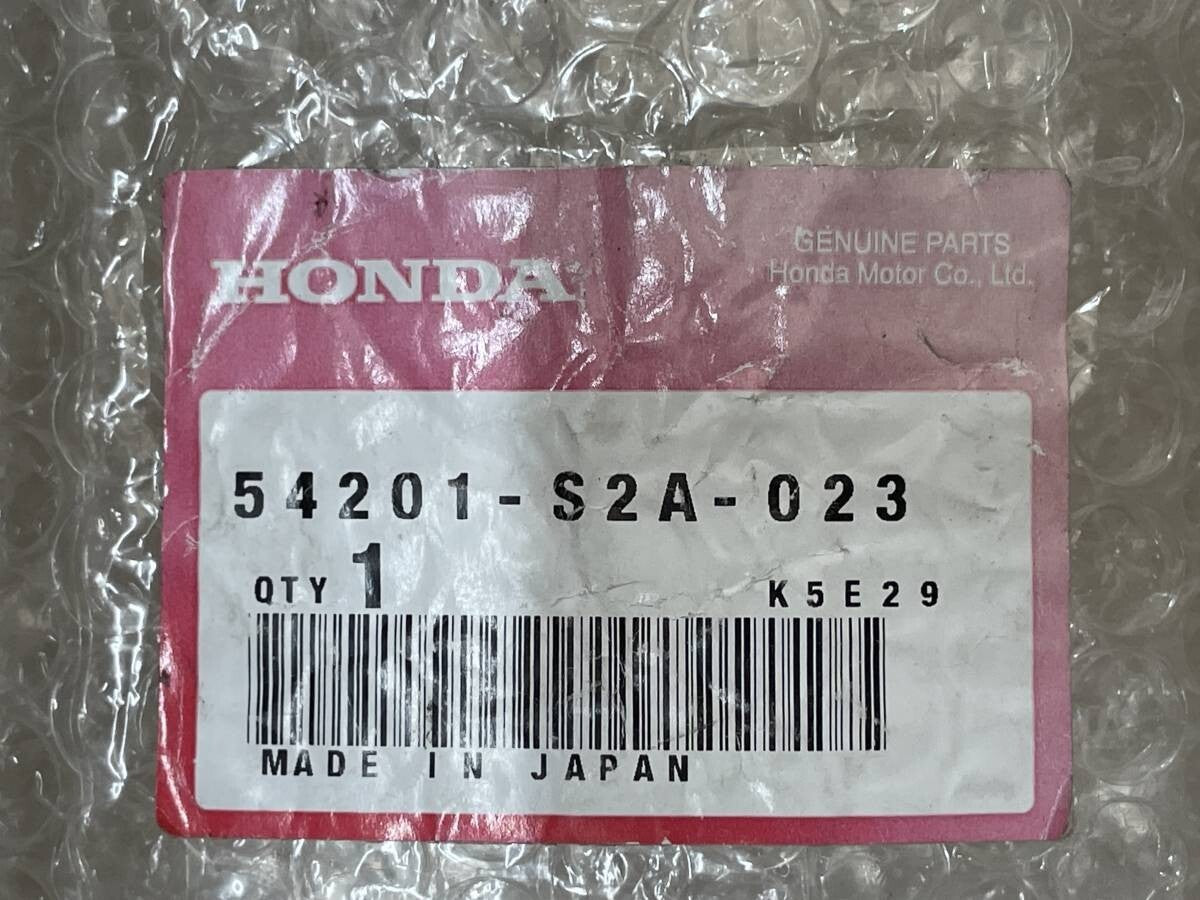 HONDA
GENUINE PARTS
Honda Motor Co., Ltd.
54201-S2A-023
QTY 1
K5E29
MADE IN JAPAN